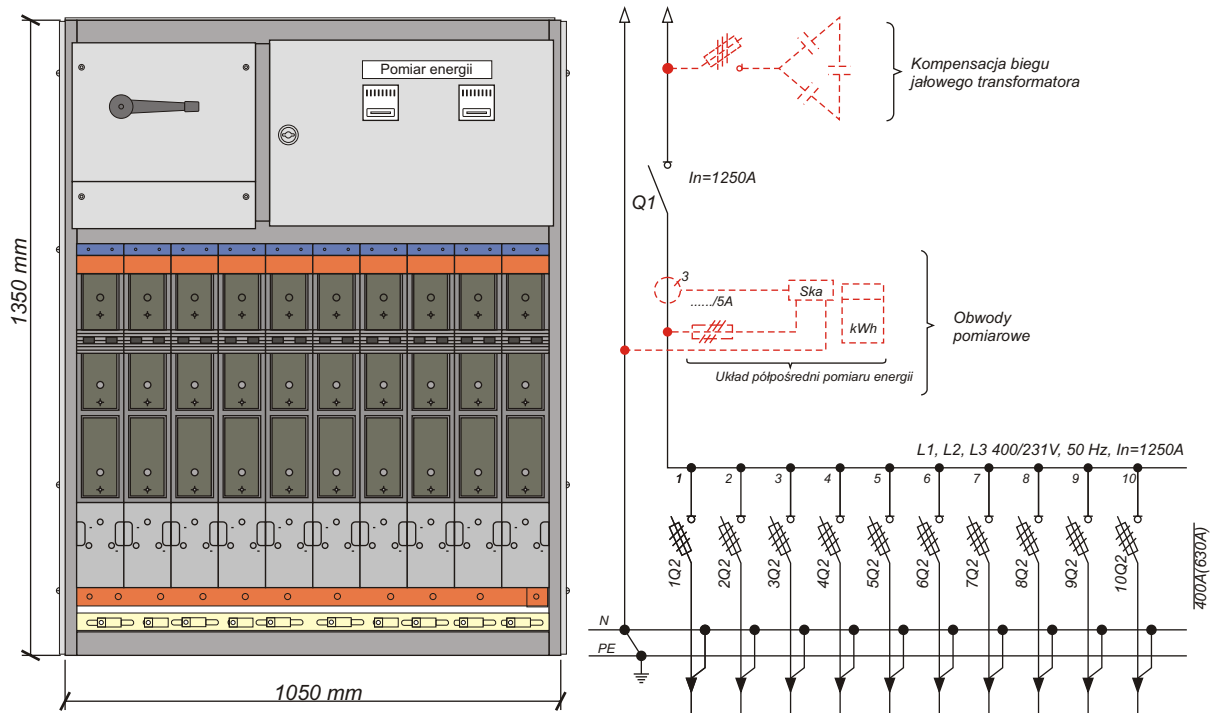 Pomiar energii
1350 mm
1050 mm
Kompensacja biegu
jałowego transformatora
In=1250A
Q1
3
....../5A
Ska
kWh
Obwody
pomiarowe
Układ półpośredni pomiaru energii
L1, L2, L3 400/231V, 50 Hz, In=1250A
1 2 3 4 5 6 7 8 9 10
1Q2 2Q2 3Q2 4Q2 5Q2 6Q2 7Q2 8Q2 9Q2 10Q2
400A(630A)
N
PE